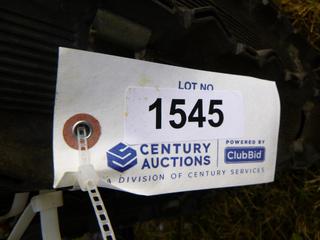 LOT NO
1545
CENTURY
AUCTIONS
POWERED BY
ClubBid
A DIVISION OF CENTURY SERVICES